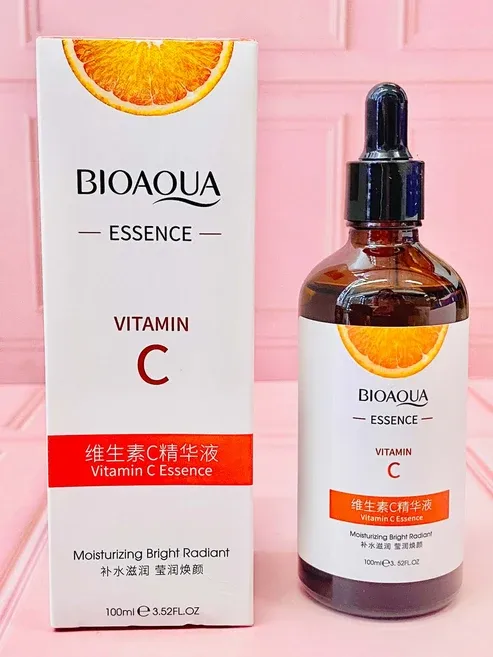 BIOAQUA
— ESSENCE —
VITAMIN
C
维生素C精华液
Vitamin C Essence
Moisturizing Bright Radiant
补水滋润 莹润焕颜
100ml ℮ 3.52FL.OZ
BIOAQUA
— ESSENCE —
VITAMIN
C
维生素C精华液
Vitamin C Essence
Moisturizing Bright Radiant
补水滋润 莹润焕颜
100ml ℮ 3. 52FL.OZ